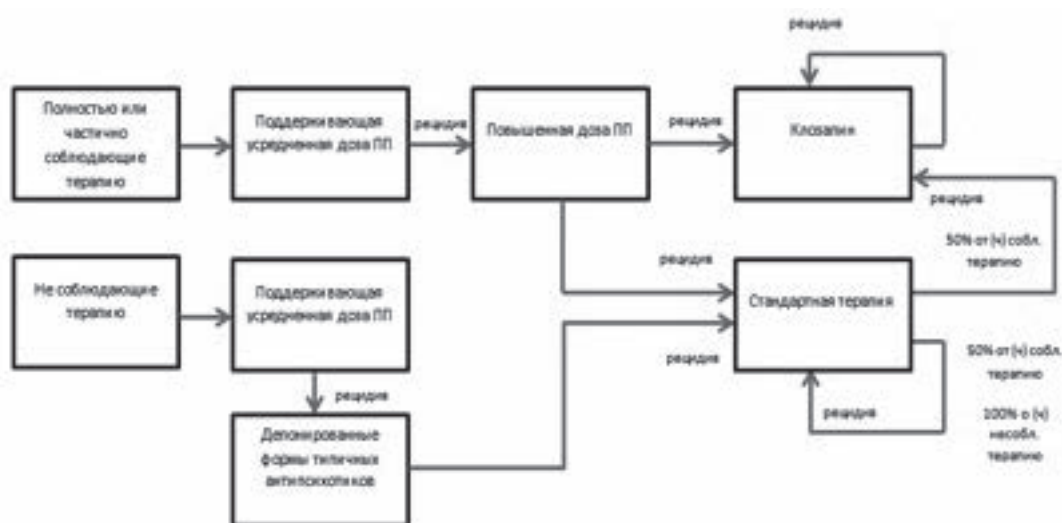 рецидив
Полностью или
частично
соблюдающие
терапию
Поддерживающая
усредненная доза ПП
рецидив
Повышенная доза ПП
рецидив
Клозапин
рецидив
50% от (ч) собл.
терапию
Не соблюдающие
терапию
Поддерживающая
усредненная доза ПП
рецидив
Стандартная терапия
рецидив
50% от (ч) собл.
терапию
рецидив
рецидив
100% о (ч)
несобл.
терапию
Депонированные
формы типичных
антипсихотиков